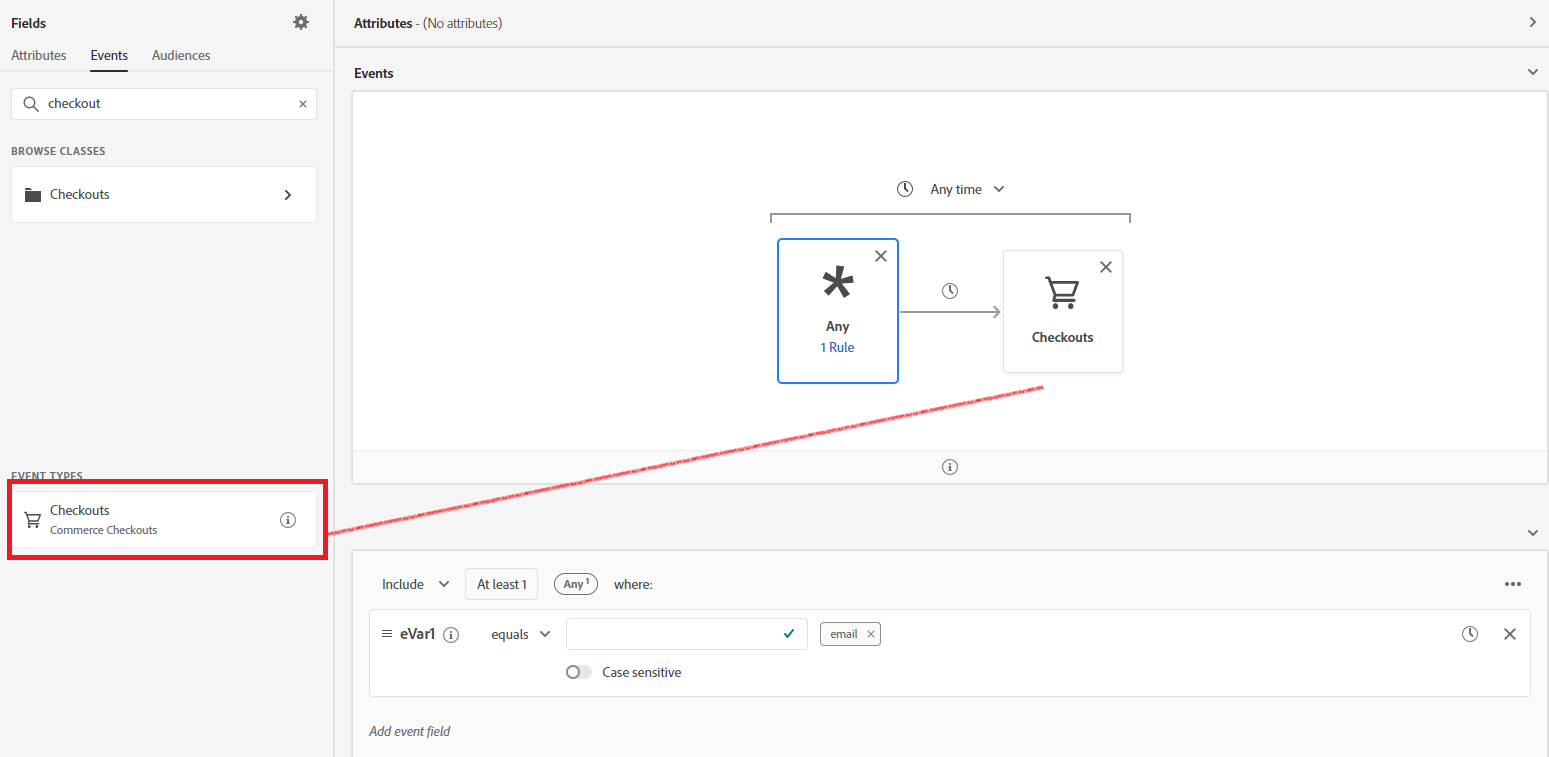 Fields
Attributes Events Audiences
checkout
BROWSE CLASSES
Checkouts
EVENT TYPES
Checkouts
Commerce Checkouts
Attributes - (No attributes)
Events
Any time
Any
1 Rule
Checkouts
Include At least 1 Any 1 where:
eVar1 equals email
Case sensitive
Add event field